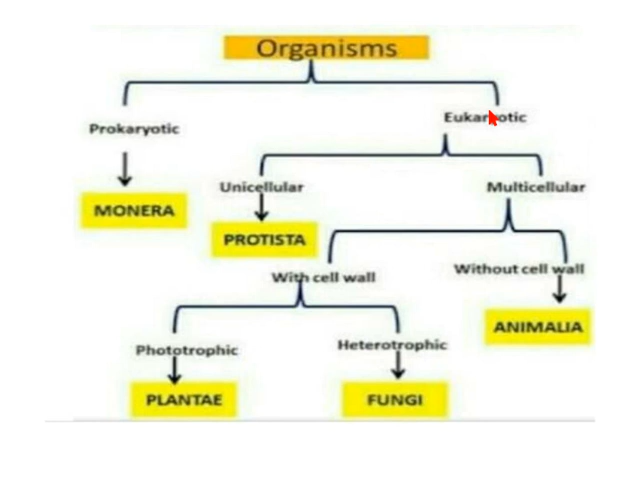 Organisms
Prokaryotic
Eukaryotic
MONERA
Unicellular
Multicellular
PROTISTA
With cell wall
Without cell wall
ANIMALIA
Phototrophic
Heterotrophic
PLANTAE
FUNGI